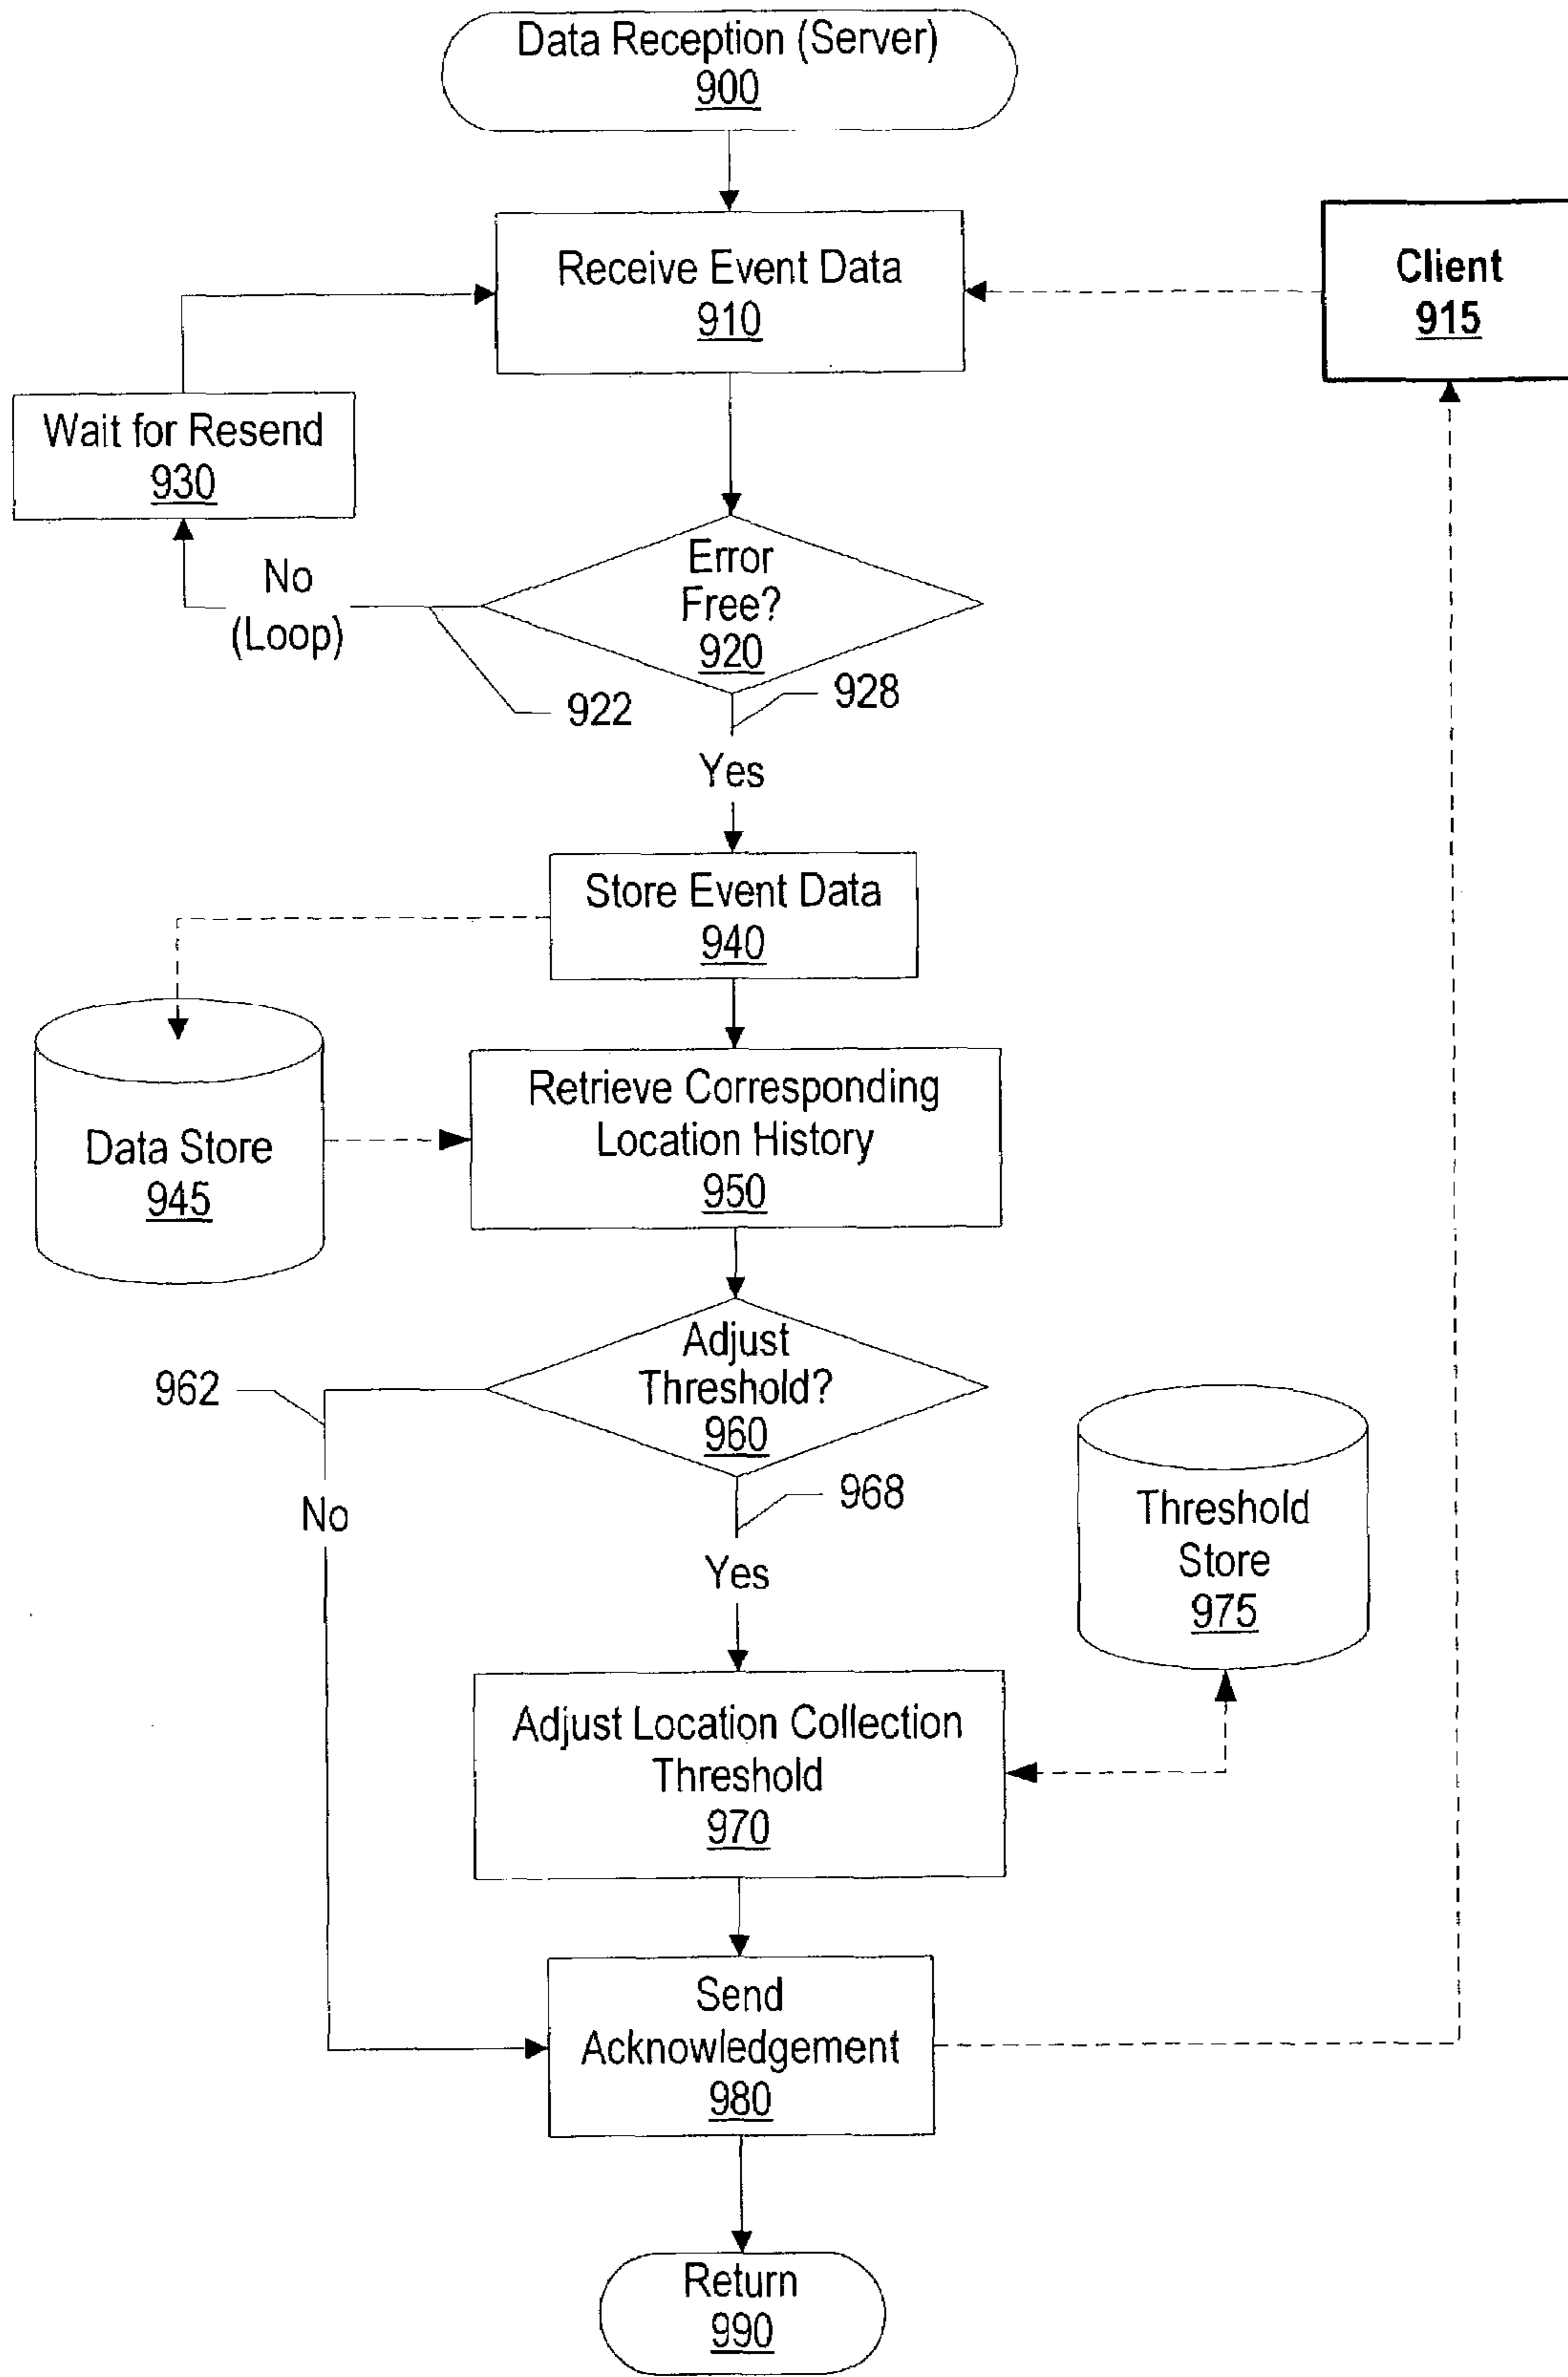 Data Reception (Server)
900
Receive Event Data
910
Client
915
Wait for Resend
930
No
(Loop)
Error
Free?
920
922
928
Yes
Store Event Data
940
Data Store
945
Retrieve Corresponding
Location History
950
Adjust
Threshold?
960
962
No
968
Yes
Threshold
Store
975
Adjust Location Collection
Threshold
970
Send
Acknowledgement
980
Return
990